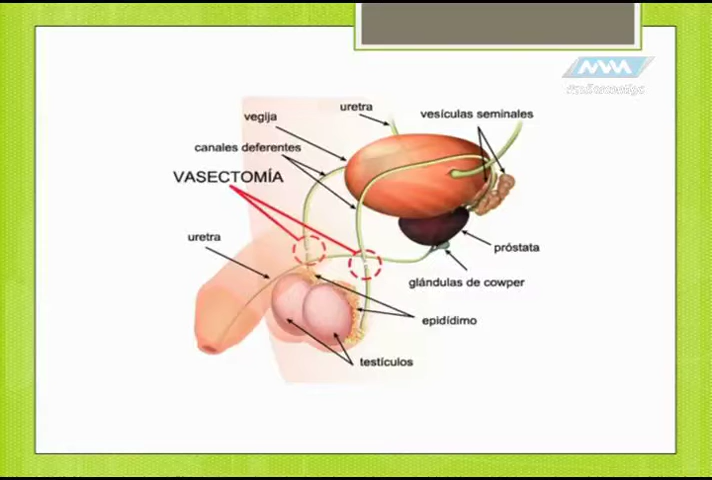 uretra
vesículas seminales
vegija
canales deferentes
VASECTOMÍA
uretra
próstata
glándulas de cowper
epidídimo
testículos